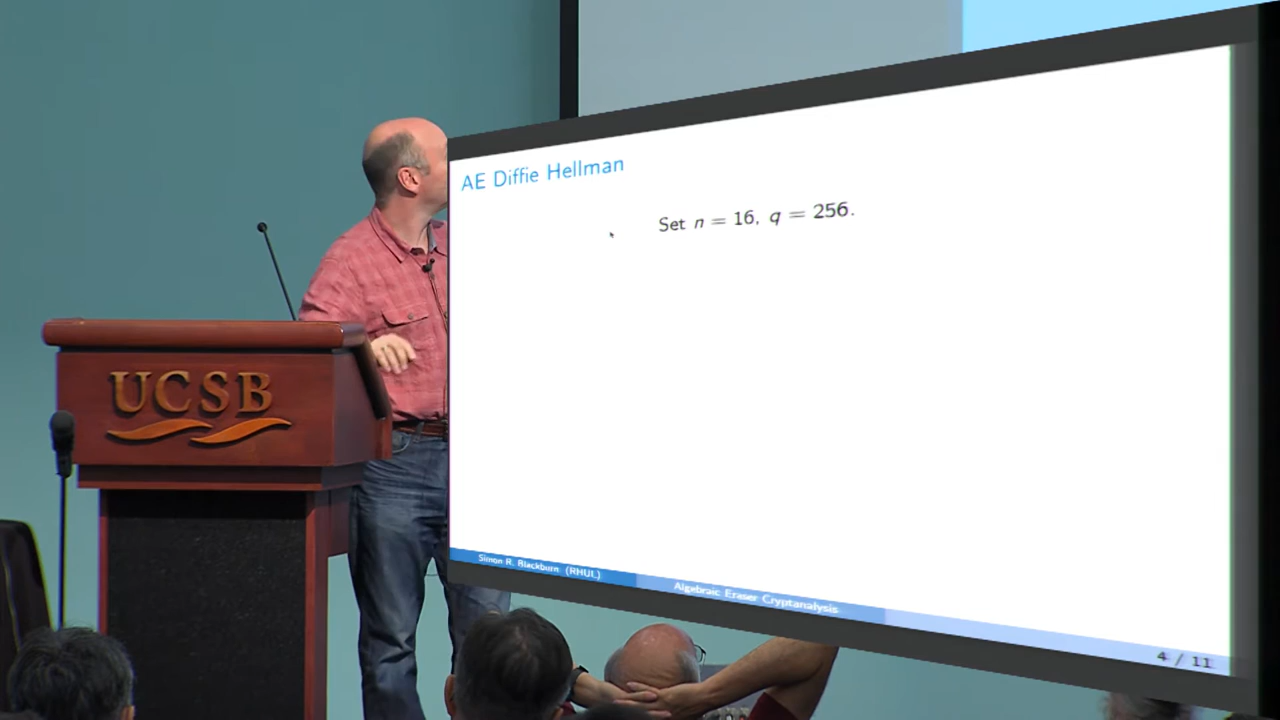 AE Diffie Hellman
Set n = 16, q = 256.
UCSB
Simon R. Blackburn (RHUL)
Algebraic Eraser Cryptanalysis
4 / 11